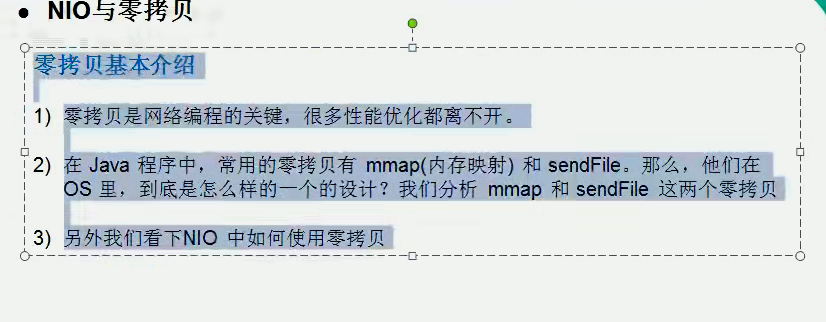 ● NIO与零拷贝
零拷贝基本介绍
1) 零拷贝是网络编程的关键，很多性能优化都离不开。
2) 在 Java 程序中，常用的零拷贝有 mmap(内存映射) 和 sendFile。那么，他们在
OS 里，到底是怎么样的一个的设计？我们分析 mmap 和 sendFile 这两个零拷贝
3) 另外我们看下NIO 中如何使用零拷贝